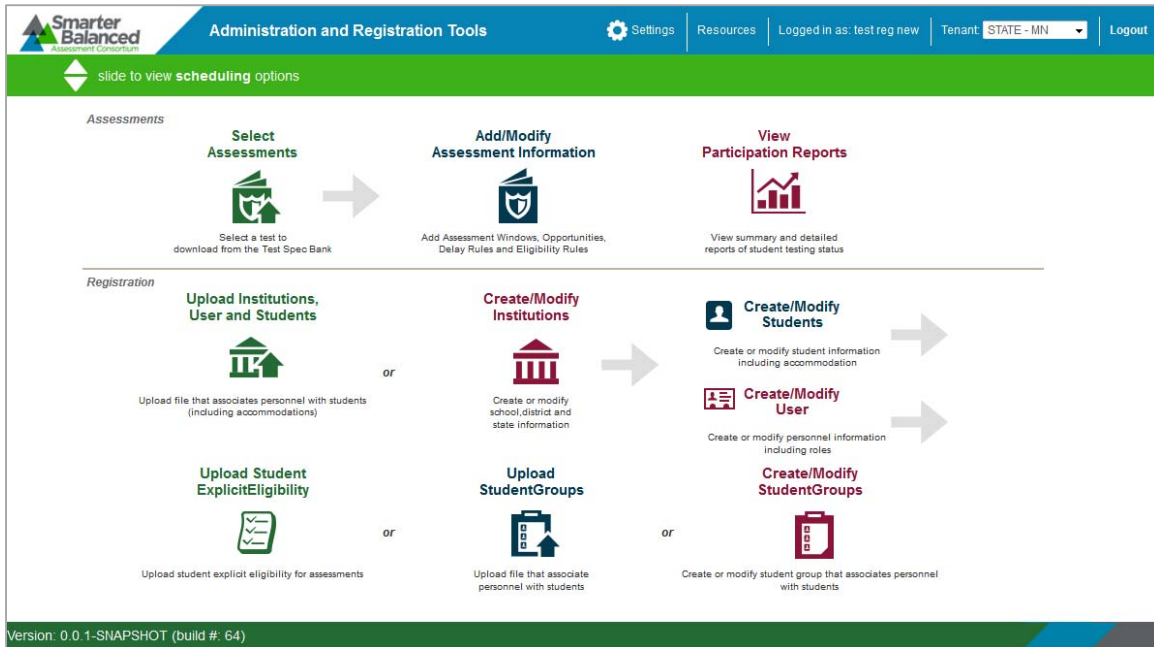 Smarter
Balanced
Assessment Consortium
Administration and Registration Tools
Settings
Resources
Logged in as: test reg new
Tenant: STATE - MN
Logout
slide to view scheduling options
Assessments
Select
Assessments
Select a test to
download from the Test Spec Bank
Add/Modify
Assessment Information
Add Assessment Windows, Opportunities,
Delay Rules and Eligibility Rules
View
Participation Reports
View summary and detailed
reports of student testing status
Registration
Upload Institutions,
User and Students
Upload file that associates personnel with students
(including accommodations)
or
Create/Modify
Institutions
Create or modify
school,district and
state information
Create/Modify
Students
Create or modify student information
including accommodation
Create/Modify
User
Create or modify personnel information
including roles
Upload Student
ExplicitEligibility
Upload student explicit eligibility for assessments
or
Upload
StudentGroups
Upload file that associate
personnel with students
or
Create/Modify
StudentGroups
Create or modify student group that associates personnel
with students
Version: 0.0.1-SNAPSHOT (build #: 64)